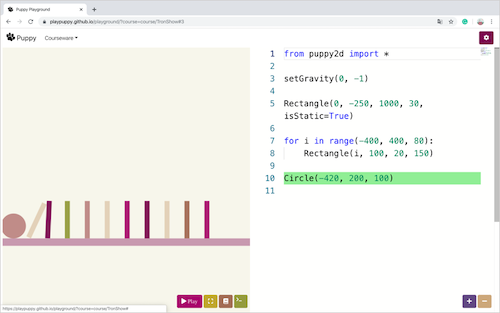 Puppy Playground
playpuppy.github.io/playground/?course=course/TronShow#3
Puppy
Courseware
1 from puppy2d import *
2
3 setGravity(0, -1)
4
5 Rectangle(0, -250, 1000, 30,
isStatic=True)
6
7 for i in range(-400, 400, 80):
8 Rectangle(i, 100, 20, 150)
9
10 Circle(-420, 200, 100)
11
Play
https://playpuppy.github.io/playground/?course=course/TronShow#